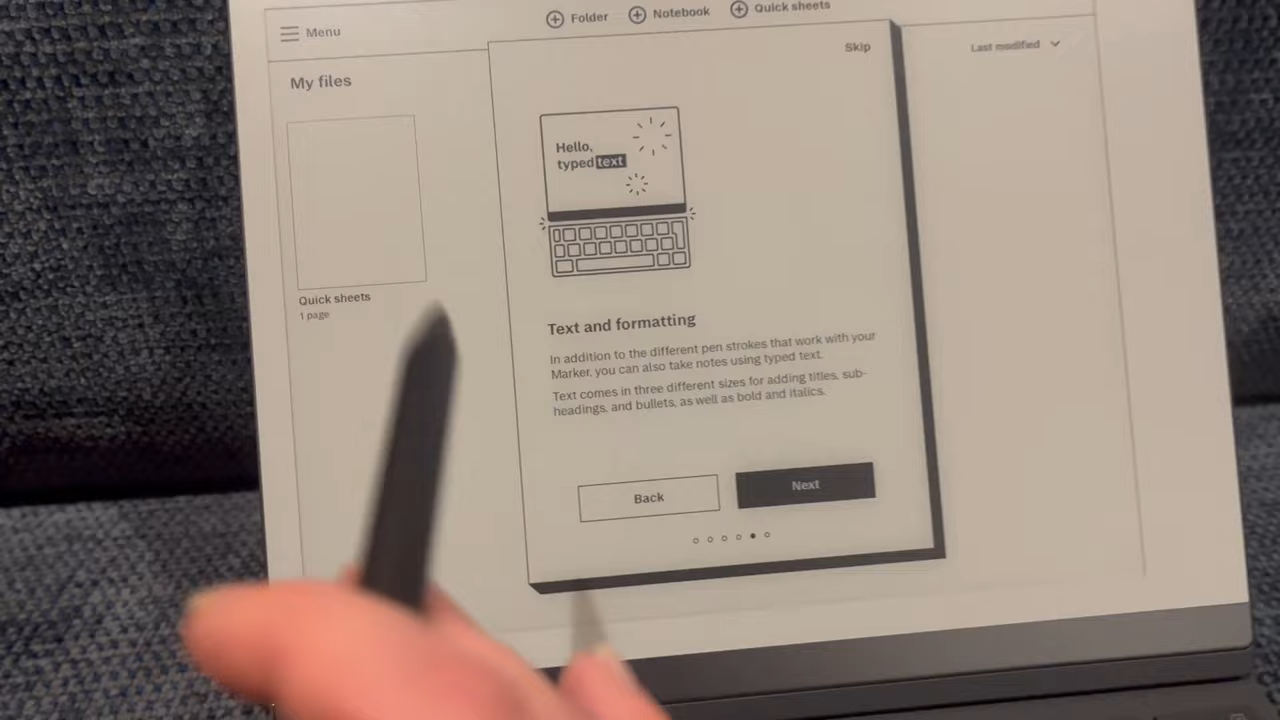 Menu
Folder
Notebook
Quick sheets
Skip
Last modified
My files
Hello,
typed text
Quick sheets
1 page
Text and formatting
In addition to the different pen strokes that work with your
Marker, you can also take notes using typed text.
Text comes in three different sizes for adding titles, sub-
headings, and bullets, as well as bold and italics.
Back
Next